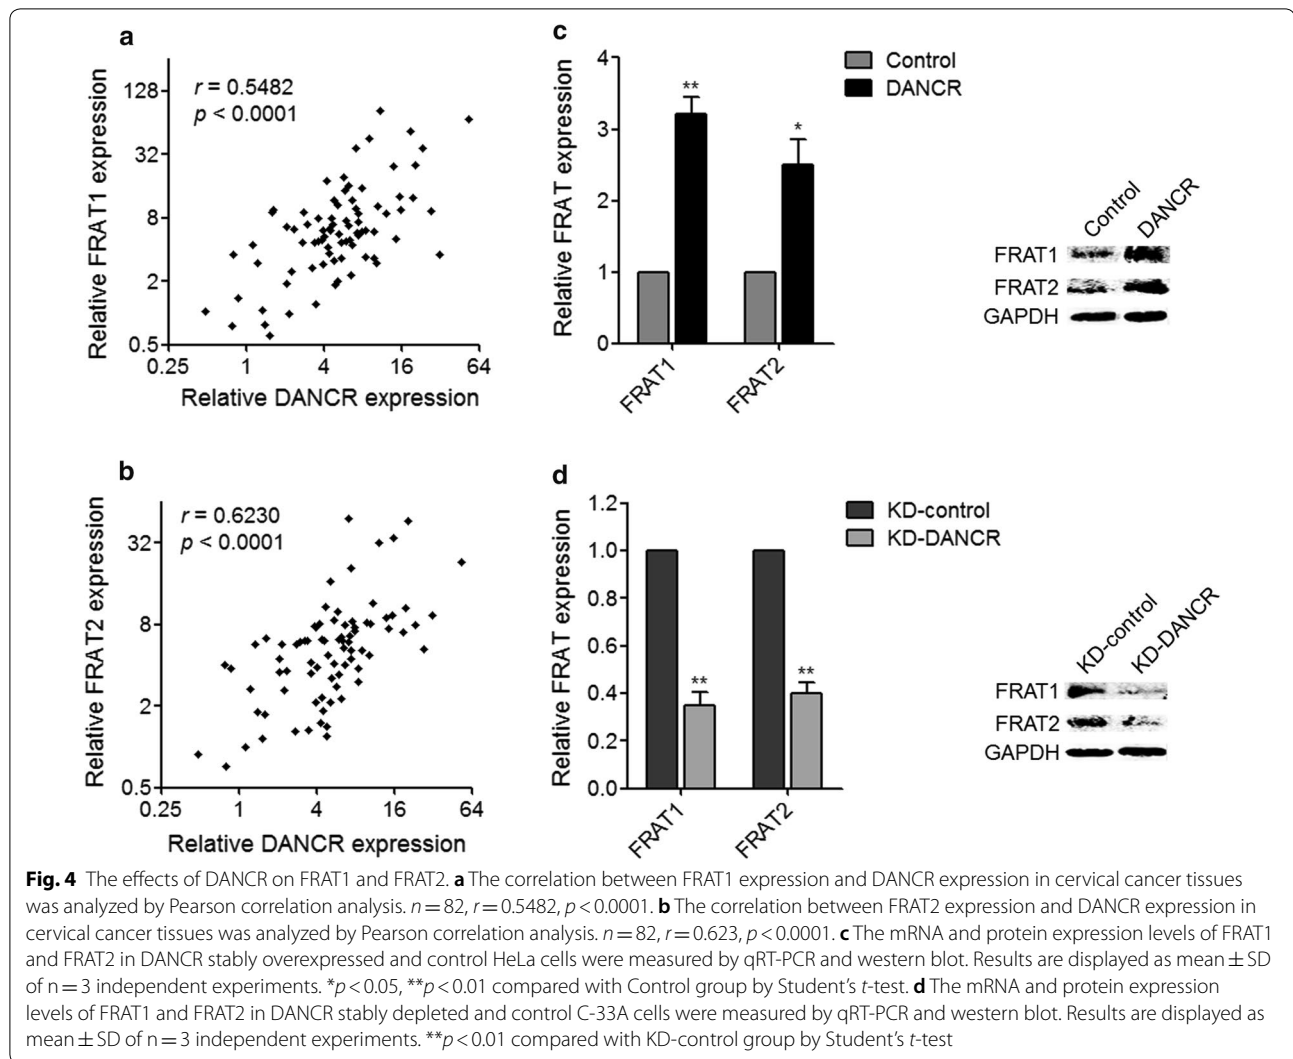 a
r = 0.5482
p < 0.0001
128
32
8
2
0.5
0.25
1
4
16
64
Relative FRAT1 expression
Relative DANCR expression
c
Control
DANCR
4
3
2
1
0
Relative FRAT expression
**
*
FRAT1
FRAT2
Control
DANCR
FRAT1
FRAT2
GAPDH
b
r = 0.6230
p < 0.0001
32
8
2
0.5
0.25
1
4
16
64
Relative FRAT2 expression
Relative DANCR expression
d
KD-control
KD-DANCR
1.2
1.0
0.8
0.6
0.4
0.2
0.0
Relative FRAT expression
**
**
FRAT1
FRAT2
KD-control
KD-DANCR
FRAT1
FRAT2
GAPDH
Fig. 4 The effects of DANCR on FRAT1 and FRAT2. a The correlation between FRAT1 expression and DANCR expression in cervical cancer tissues
was analyzed by Pearson correlation analysis. n = 82, r = 0.5482, p < 0.0001. b The correlation between FRAT2 expression and DANCR expression in
cervical cancer tissues was analyzed by Pearson correlation analysis. n = 82, r = 0.623, p < 0.0001. c The mRNA and protein expression levels of FRAT1
and FRAT2 in DANCR stably overexpressed and control HeLa cells were measured by qRT-PCR and western blot. Results are displayed as mean ± SD
of n = 3 independent experiments. *p < 0.05, **p < 0.01 compared with Control group by Student’s t-test. d The mRNA and protein expression
levels of FRAT1 and FRAT2 in DANCR stably depleted and control C-33A cells were measured by qRT-PCR and western blot. Results are displayed as
mean ± SD of n = 3 independent experiments. **p < 0.01 compared with KD-control group by Student’s t-test